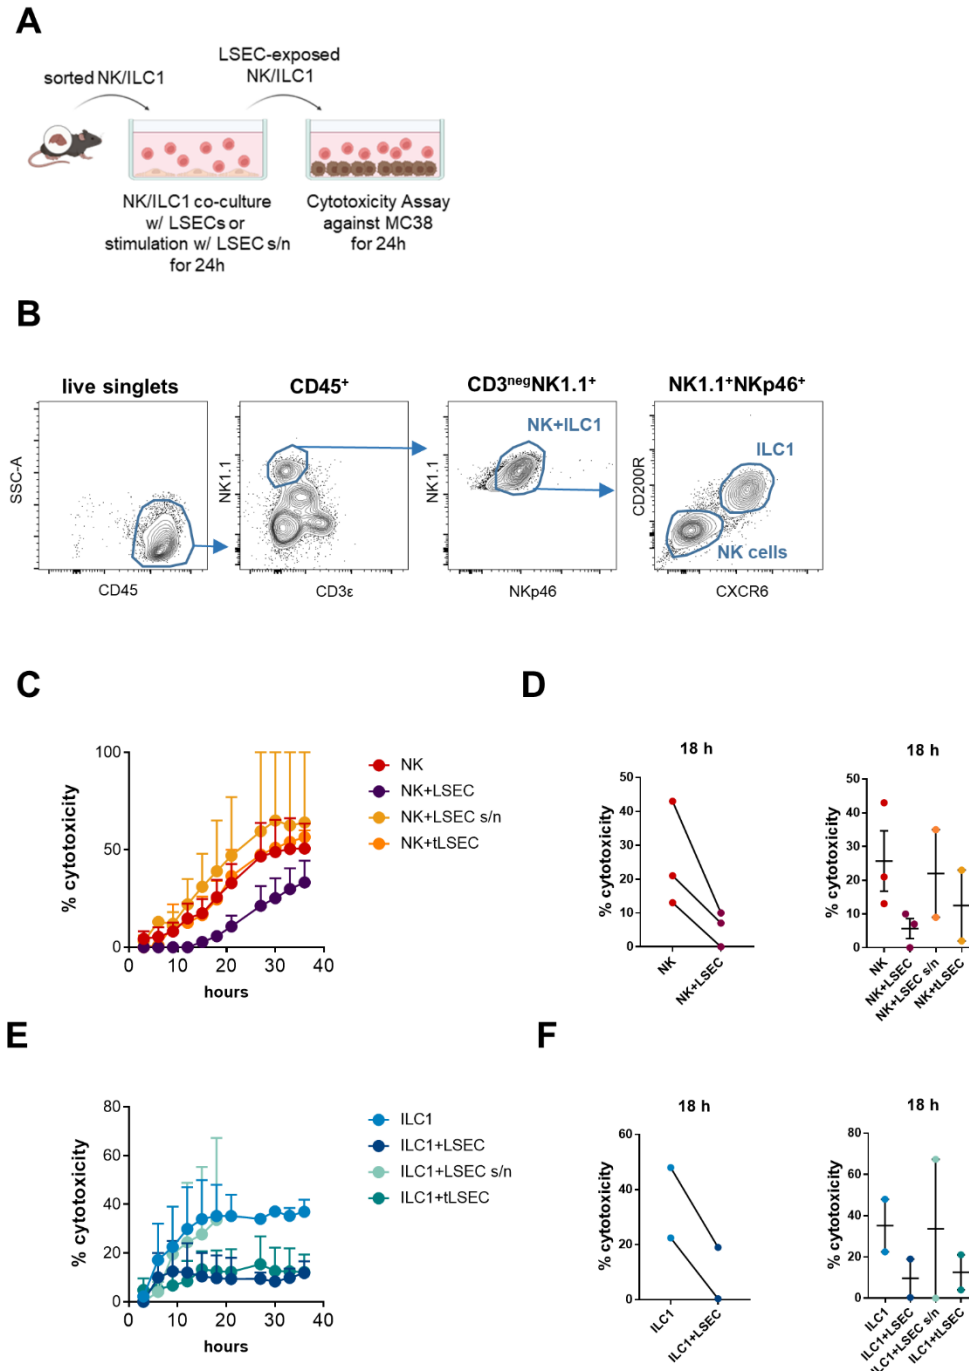 A
sorted NK/ILC1
LSEC-exposed
NK/ILC1
NK/ILC1 co-culture
w/ LSECs or
stimulation w/ LSEC s/n
for 24h
Cytotoxicity Assay
against MC38
for 24h
B
live singlets
CD45⁺
CD3ⁿᵉᵍNK1.1⁺
NK1.1⁺NKp46⁺
SSC-A
CD45
NK1.1
CD3ε
NK+ILC1
NK1.1
NKp46
ILC1
NK cells
CD200R
CXCR6
C
100
50
0
% cytotoxicity
0 10 20 30 40
hours
NK
NK+LSEC
NK+LSEC s/n
NK+tLSEC
D
18 h
50
40
30
20
10
0
% cytotoxicity
NK
NK+LSEC
18 h
50
40
30
20
10
0
% cytotoxicity
NK
NK+LSEC
NK+LSEC s/n
NK+tLSEC
E
80
60
40
20
0
% cytotoxicity
0 10 20 30 40
hours
ILC1
ILC1+LSEC
ILC1+LSEC s/n
ILC1+tLSEC
F
18 h
60
40
20
0
% cytotoxicity
ILC1
ILC1+LSEC
18 h
80
60
40
20
0
% cytotoxicity
ILC1
ILC1+LSEC
ILC1+LSEC s/n
ILC1+tLSEC